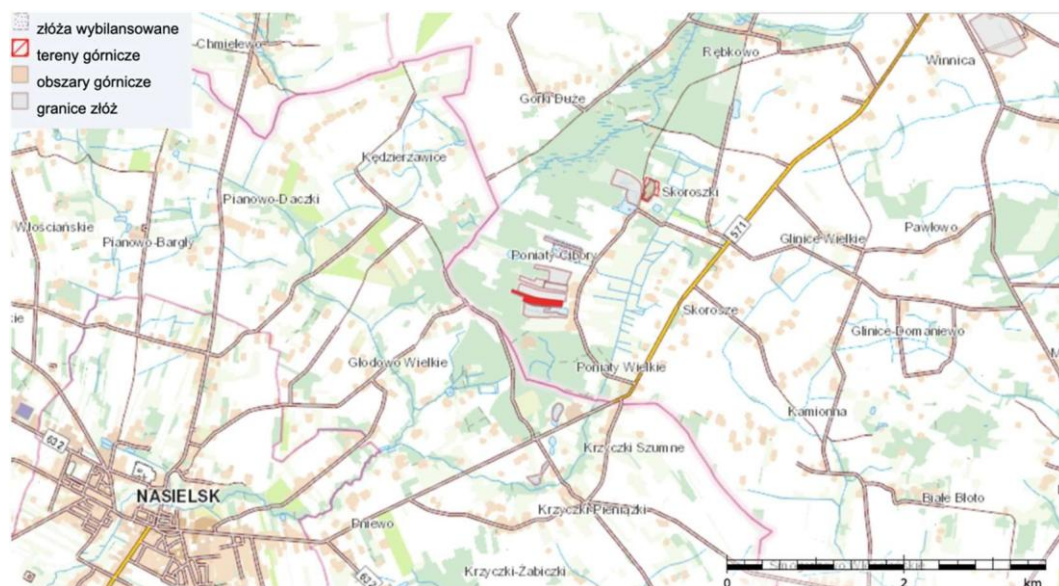 złóża wybilansowane
tereny górnicze
obszary górnicze
granice złóż
Chmielewo
Rębkowo
Winnica
Górki Duże
Kędzierzawice
Skoroszki
Pianowo-Daczki
571
Włościańskie
Pianowo-Bargły
Pawłowo
Glinice-Wielkie
Poniaty-Cibory
Skorosze
Glinice-Domaniewo
Głodowo Wielkie
Poniaty Wielkie
Kamionna
632
Krzyczki Szumne
NASIELSK
Białe Błoto
Krzyczki-Pieniążki
Krzyczki-Żabiczki
0 2 km